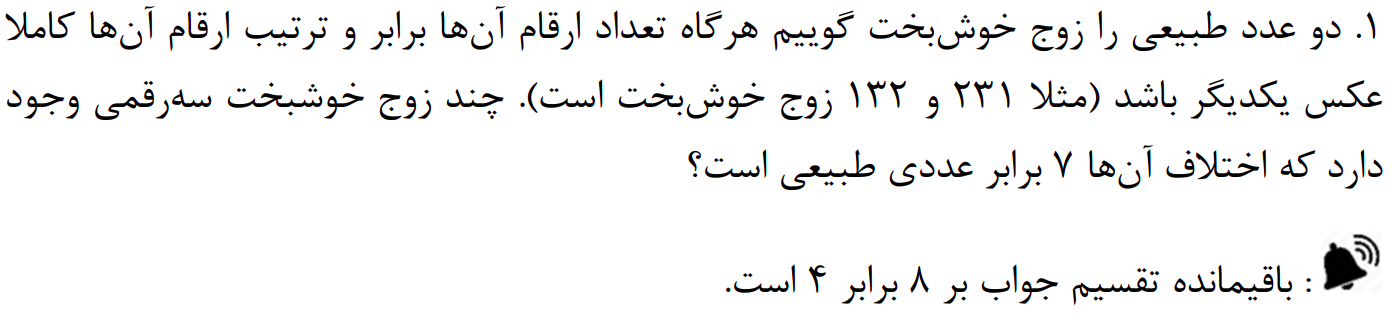 ۱. دو عدد طبیعی را زوج خوش‌بخت گوییم هرگاه تعداد ارقام آن‌ها برابر و ترتیب ارقام آن‌ها کاملا
عکس یکدیگر باشد (مثلا ۲۳۱ و ۱۳۲ زوج خوش‌بخت است). چند زوج خوشبخت سه‌رقمی وجود
دارد که اختلاف آن‌ها ۷ برابر عددی طبیعی است؟
: باقیمانده تقسیم جواب بر ۸ برابر ۴ است.